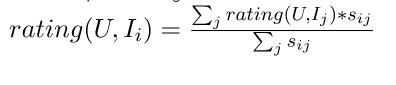 rating(U, I_i) = \frac{\sum_j rating(U,I_j)*s_{ij}}{\sum_j s_{ij}}